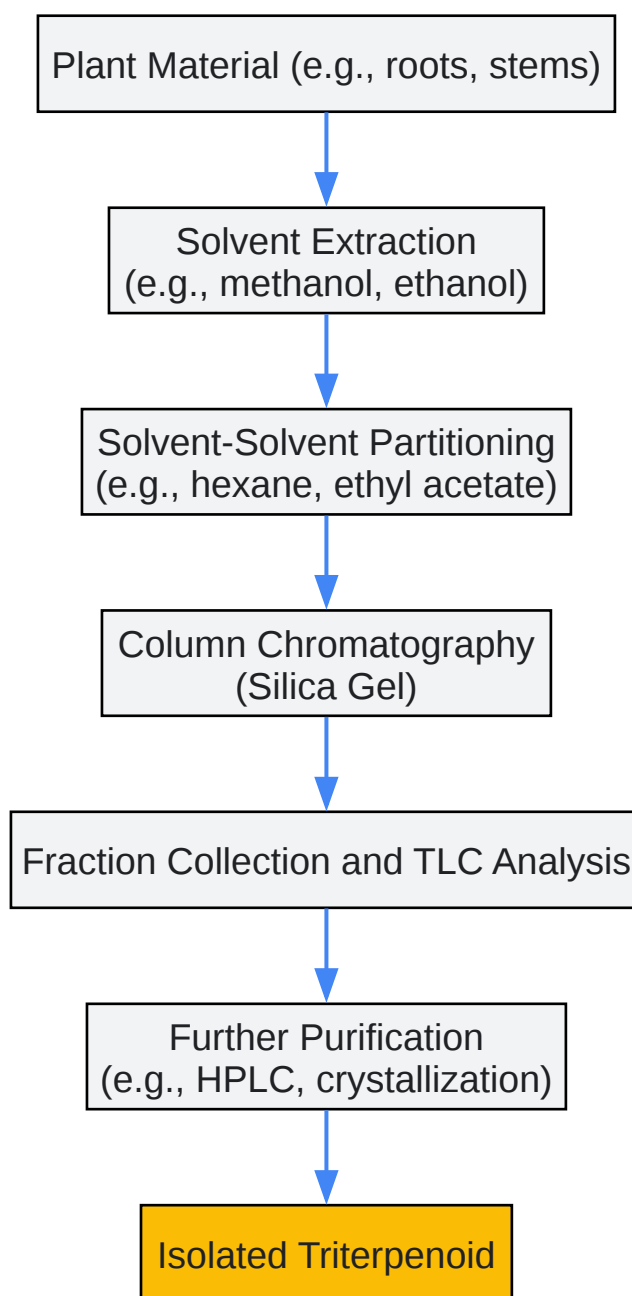 Plant Material (e.g., roots, stems)
Solvent Extraction
(e.g., methanol, ethanol)
Solvent-Solvent Partitioning
(e.g., hexane, ethyl acetate)
Column Chromatography
(Silica Gel)
Fraction Collection and TLC Analysis
Further Purification
(e.g., HPLC, crystallization)
Isolated Triterpenoid